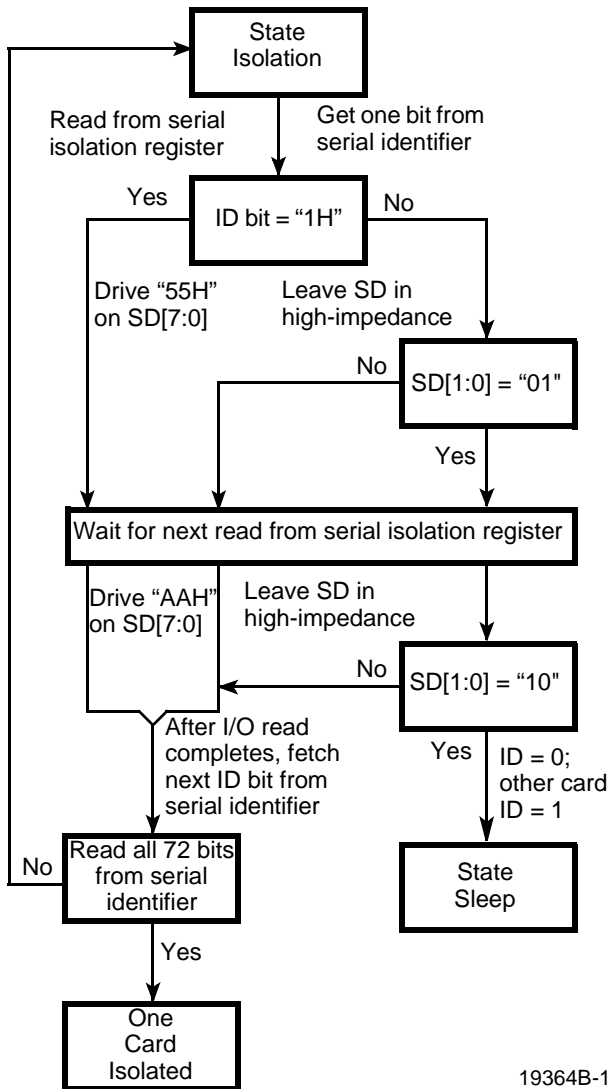 State
Isolation
Read from serial
isolation register
Get one bit from
serial identifier
Yes
ID bit = “1H”
No
Drive “55H”
on SD[7:0]
Leave SD in
high-impedance
No
SD[1:0] = “01"
Yes
Wait for next read from serial isolation register
Drive “AAH”
on SD[7:0]
Leave SD in
high-impedance
No
SD[1:0] = “10"
After I/O read
completes, fetch
next ID bit from
serial identifier
Yes
ID = 0;
other card
ID = 1
No
Read all 72 bits
from serial
identifier
State
Sleep
Yes
One
Card
Isolated
19364B-1